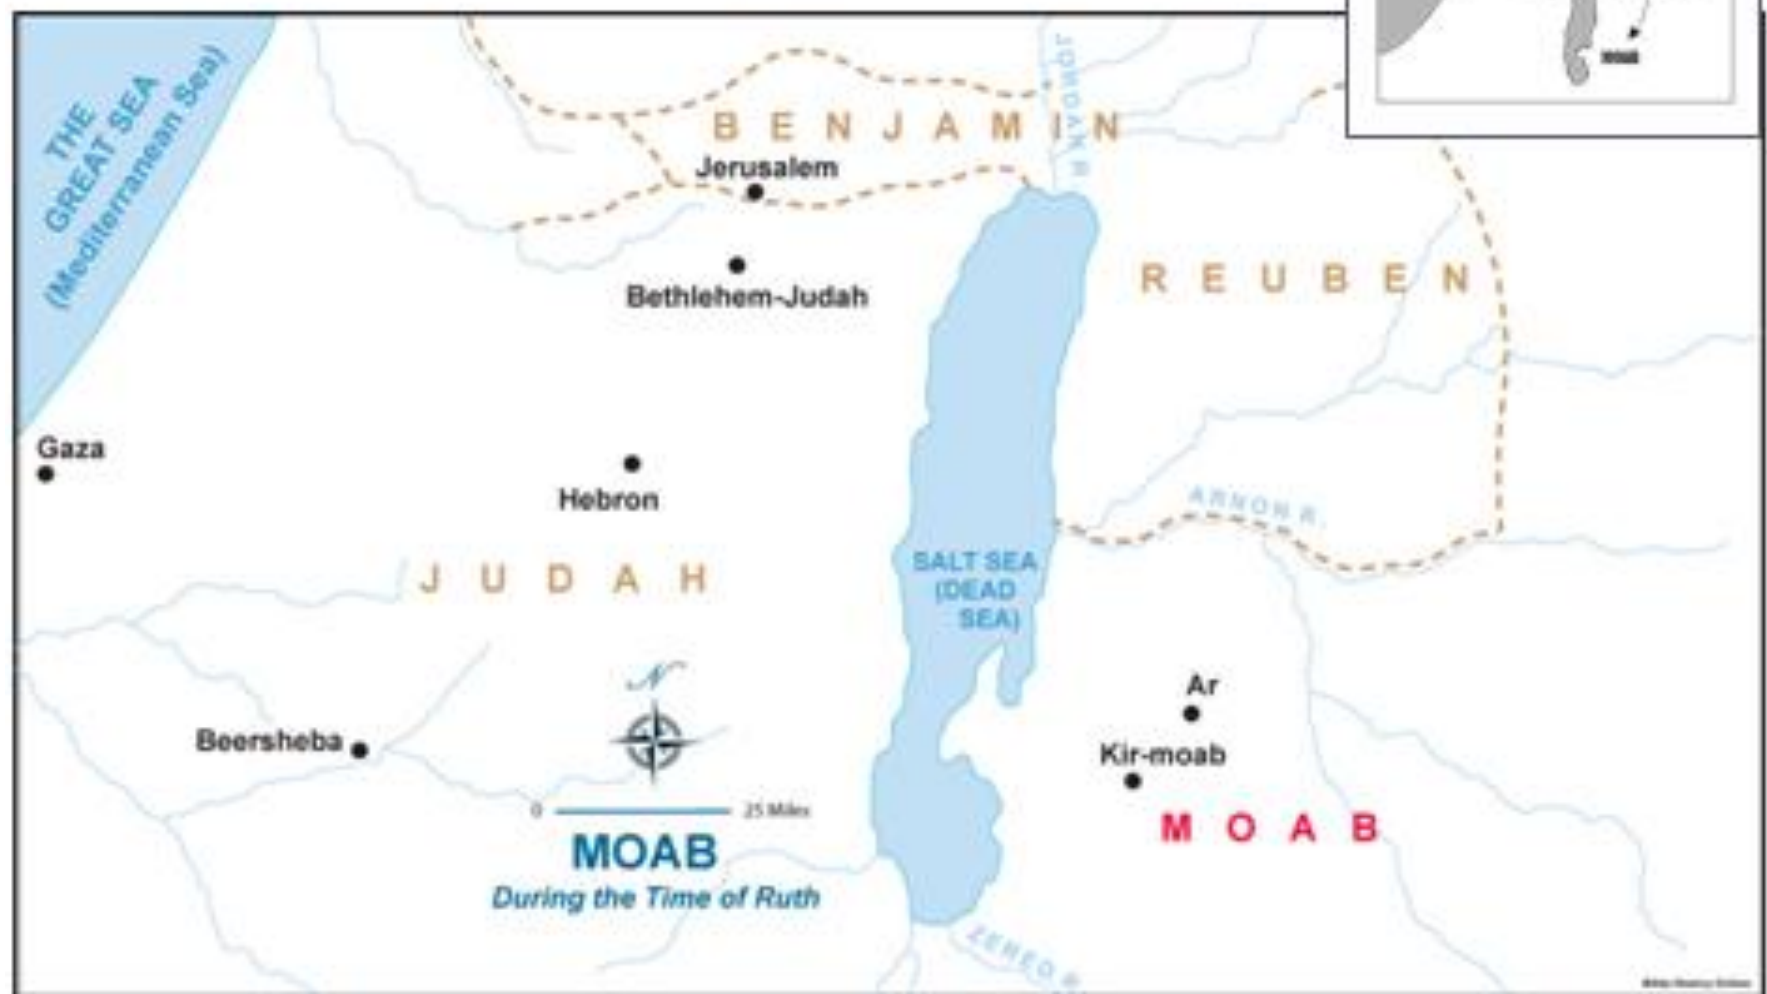 THE
GREAT SEA
(Mediterranean Sea)
MOAB
JORDAN R
BENJAMIN
Jerusalem
Bethlehem-Judah
REUBEN
Gaza
Hebron
ARNON R.
JUDAH
SALT SEA
(DEAD
SEA)
N
Ar
Beersheba
Kir-moab
0 25 Miles
MOAB
MOAB
During the Time of Ruth
ZERED R